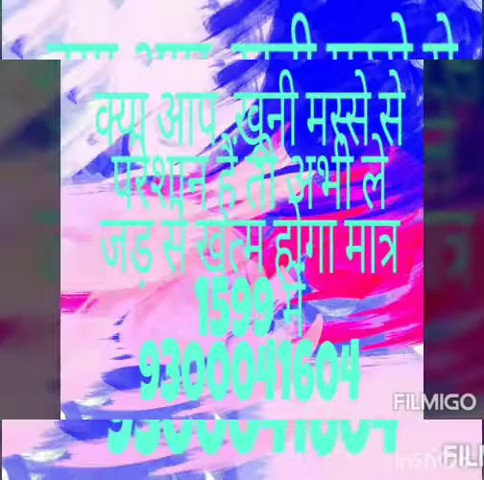 क्या आप खूनी मस्से से
परेशान हैं तो अभी ले
जड़ से खत्म होगा मात्र
1599 में
9300041604
FILMIGO